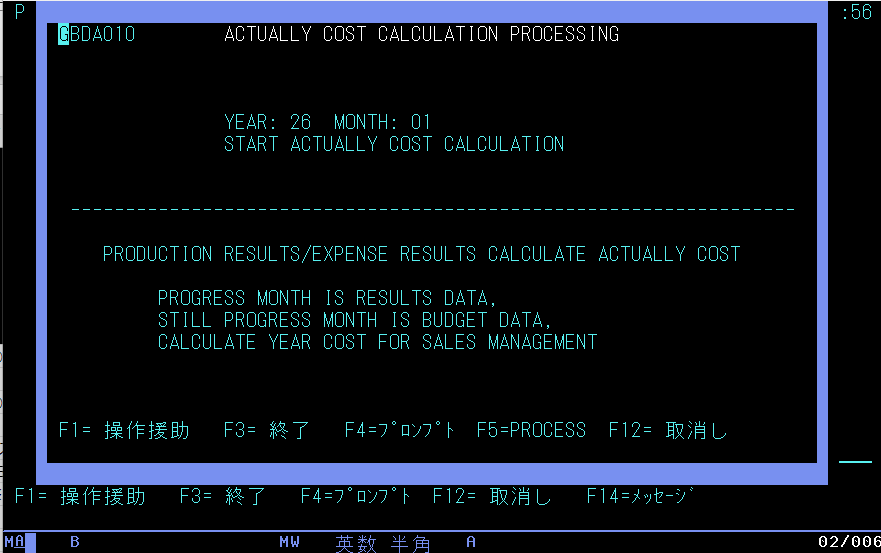 P :56
GBDA010 ACTUALLY COST CALCULATION PROCESSING
YEAR: 26 MONTH: 01
START ACTUALLY COST CALCULATION
------------------------------------------------------------------
PRODUCTION RESULTS/EXPENSE RESULTS CALCULATE ACTUALLY COST
PROGRESS MONTH IS RESULTS DATA,
STILL PROGRESS MONTH IS BUDGET DATA,
CALCULATE YEAR COST FOR SALES MANAGEMENT
F1= 操作援助 F3= 終了 F4=ﾌﾟﾛﾝﾌﾟﾄ F5=PROCESS F12= 取消し
F1= 操作援助 F3= 終了 F4=ﾌﾟﾛﾝﾌﾟﾄ F12= 取消し F14=ﾒｯｾｰｼﾞ
MA B MW 英数 半角 A 02/006